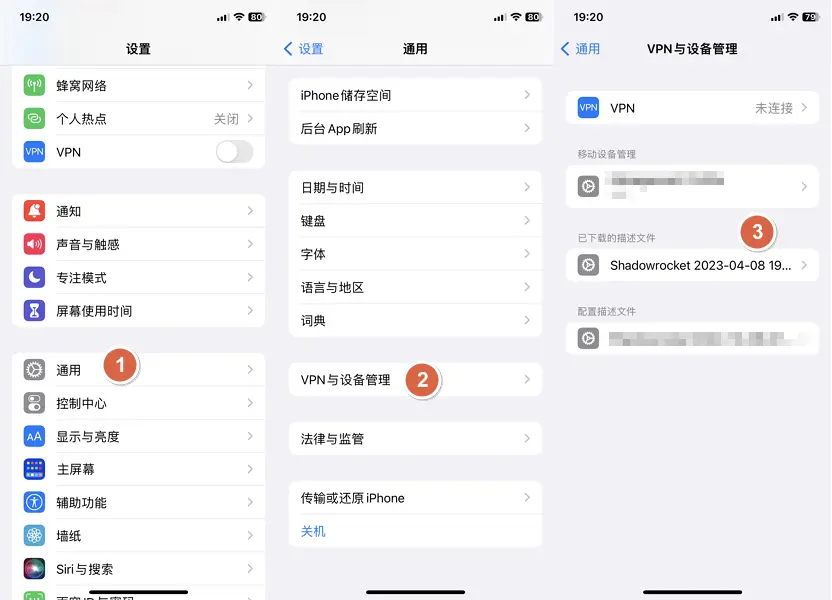 19:20
80
设置
蜂窝网络
个人热点 关闭
VPN VPN
通知
声音与触感
专注模式
屏幕使用时间
通用 1
控制中心
AA 显示与亮度
主屏幕
辅助功能
墙纸
Siri与搜索
19:20
80
设置 通用
iPhone储存空间
后台App刷新
日期与时间
键盘
字体
语言与地区
词典
VPN与设备管理 2
法律与监管
传输或还原iPhone
关机
19:20
79
通用 VPN与设备管理
VPN VPN 未连接
移动设备管理
已下载的描述文件 3
Shadowrocket 2023-04-08 19...
配置描述文件